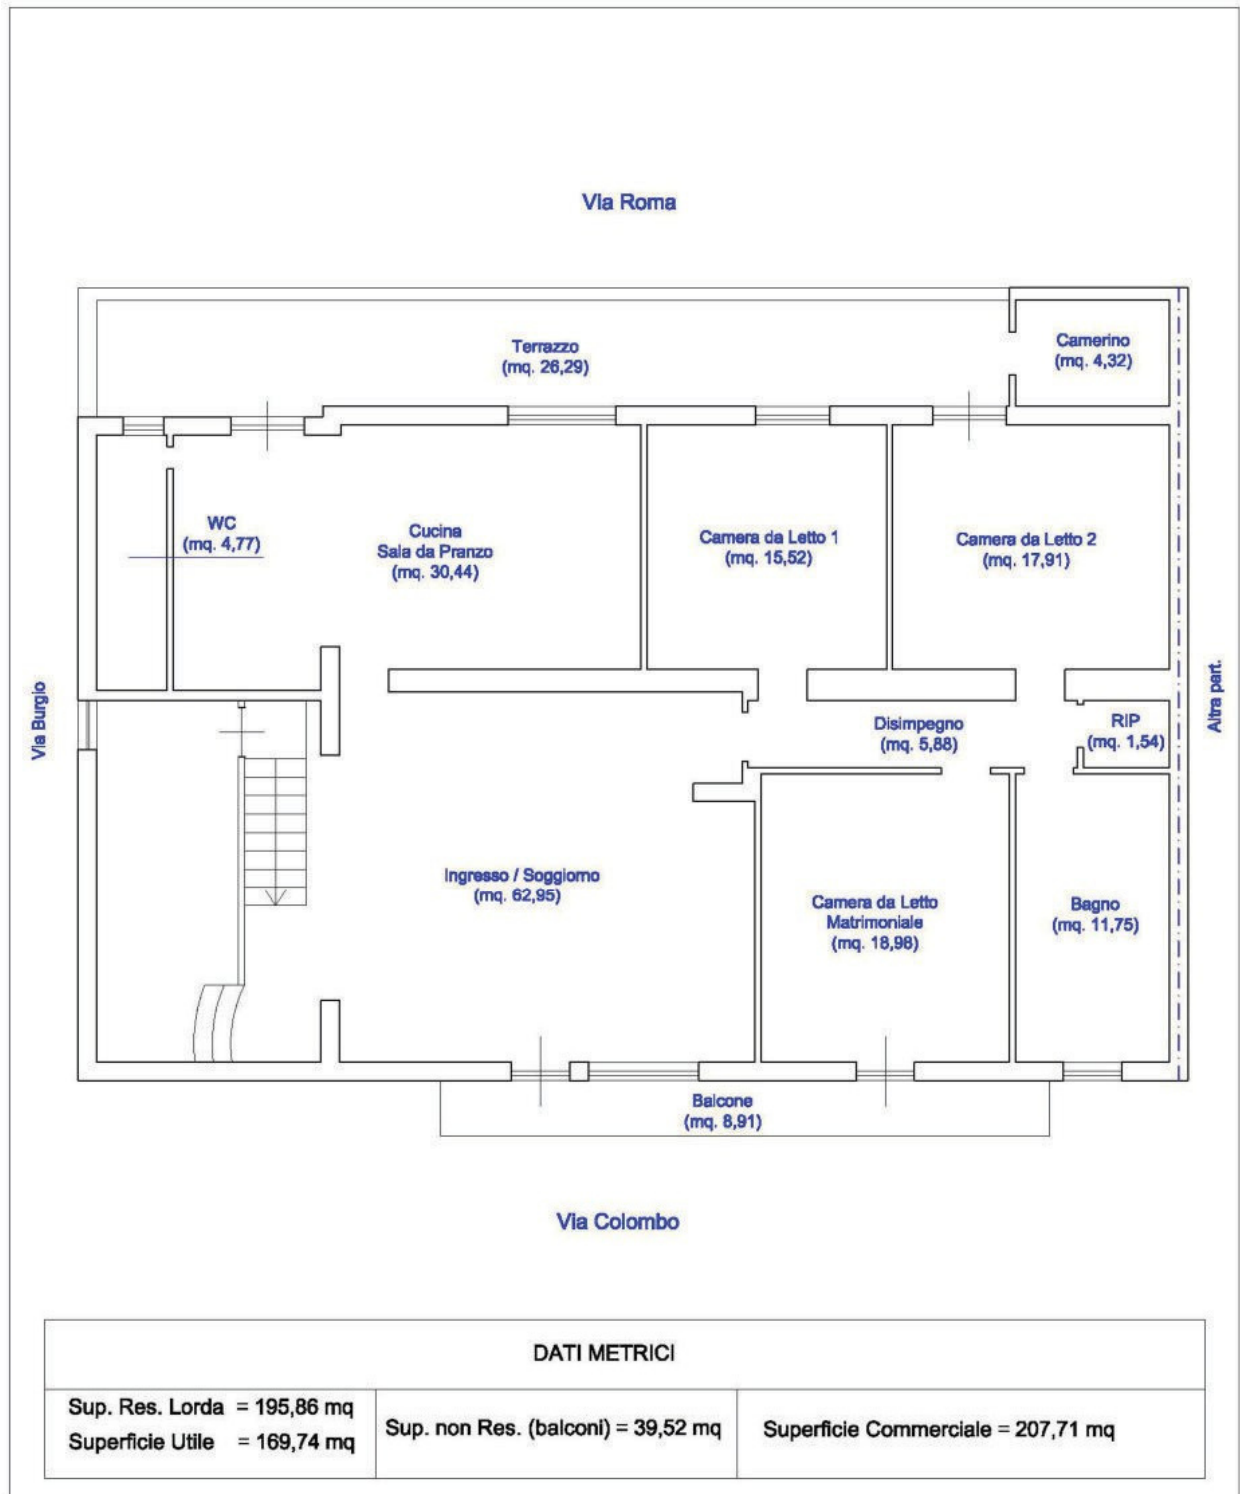 Via Roma
Terrazzo
(mq. 26,29)
Camerino
(mq. 4,32)
WC
(mq. 4,77)
Cucina
Sala da Pranzo
(mq. 30,44)
Camera da Letto 1
(mq. 15,52)
Camera da Letto 2
(mq. 17,91)
Via Burgio
Altra part.
Disimpegno
(mq. 5,88)
RIP
(mq. 1,54)
Ingresso / Soggiorno
(mq. 62,95)
Camera da Letto
Matrimoniale
(mq. 18,98)
Bagno
(mq. 11,75)
Balcone
(mq. 8,91)
Via Colombo
DATI METRICI
Sup. Res. Lorda = 195,86 mq
Superficie Utile = 169,74 mq
Sup. non Res. (balconi) = 39,52 mq
Superficie Commerciale = 207,71 mq